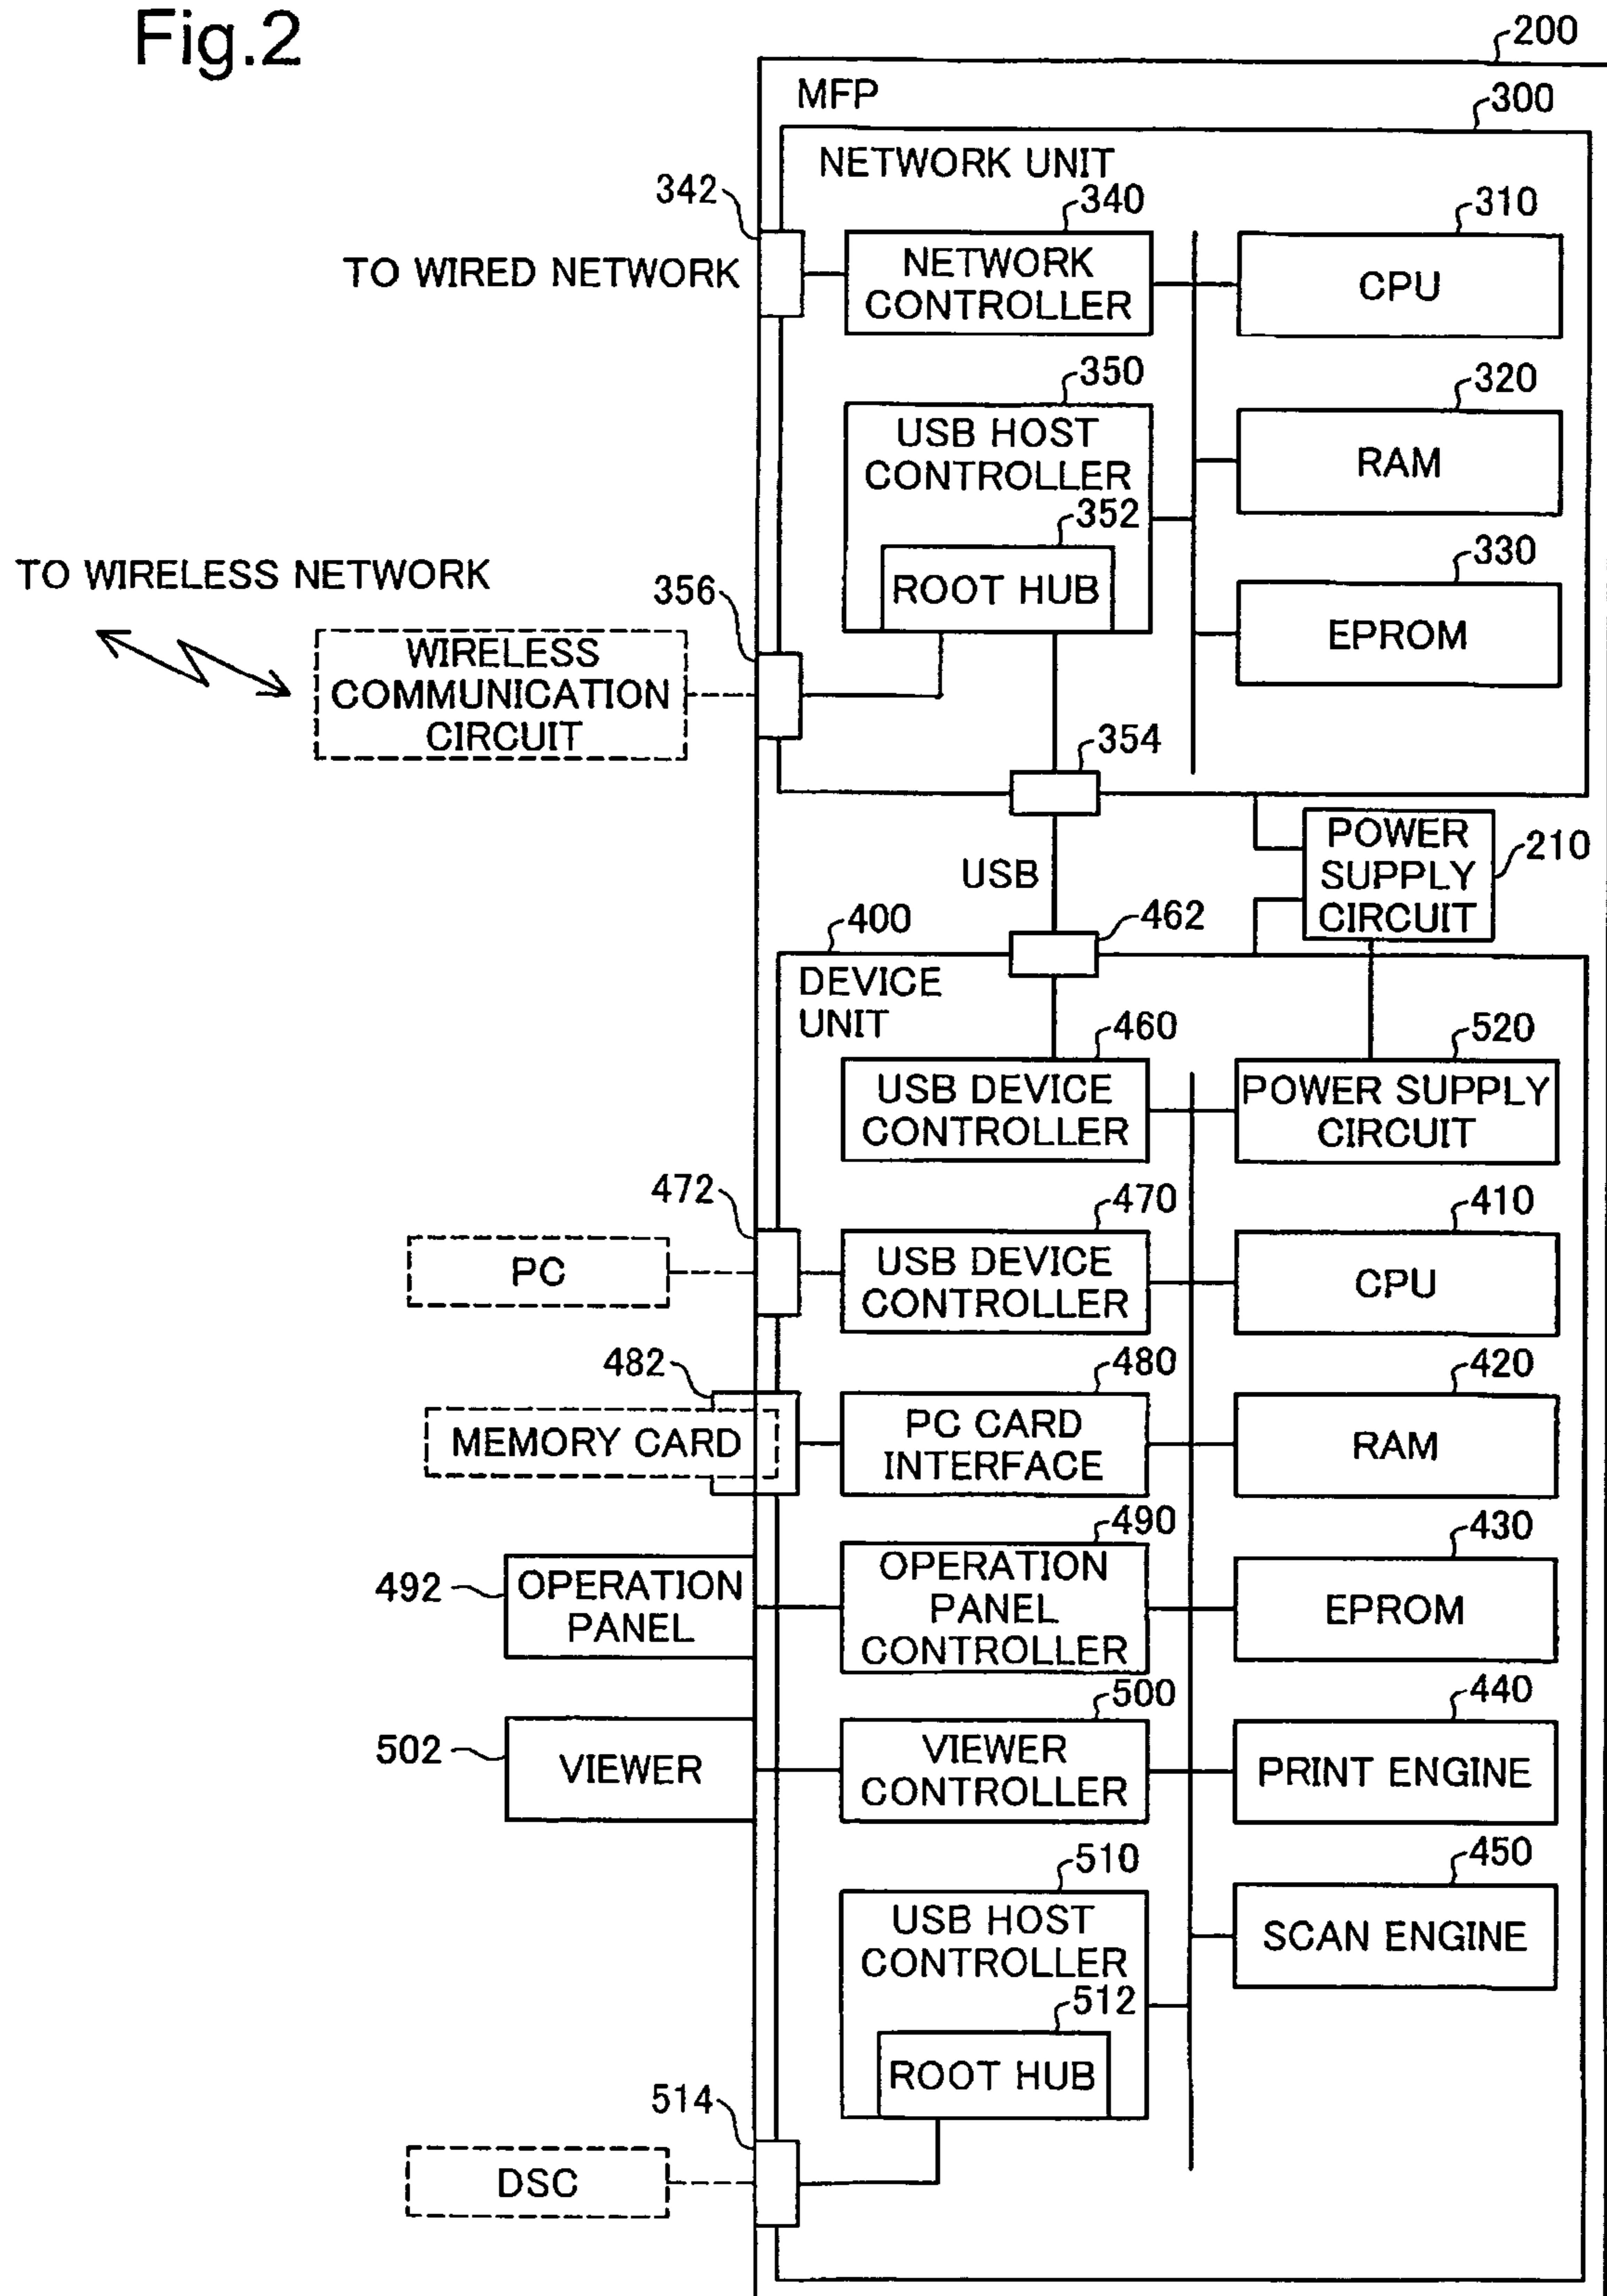 Fig.2
200
MFP
300
NETWORK UNIT
342
340
310
TO WIRED NETWORK
NETWORK
CONTROLLER
CPU
350
320
USB HOST
CONTROLLER
RAM
352
330
TO WIRELESS NETWORK
ROOT HUB
356
EPROM
WIRELESS
COMMUNICATION
CIRCUIT
354
POWER
SUPPLY
CIRCUIT
210
USB
400
462
DEVICE
UNIT
460
520
USB DEVICE
CONTROLLER
POWER SUPPLY
CIRCUIT
472
470
410
PC
USB DEVICE
CONTROLLER
CPU
482
480
420
MEMORY CARD
PC CARD
INTERFACE
RAM
490
430
492
OPERATION
PANEL
OPERATION
PANEL
CONTROLLER
EPROM
500
440
502
VIEWER
VIEWER
CONTROLLER
PRINT ENGINE
510
450
USB HOST
CONTROLLER
SCAN ENGINE
512
ROOT HUB
514
DSC